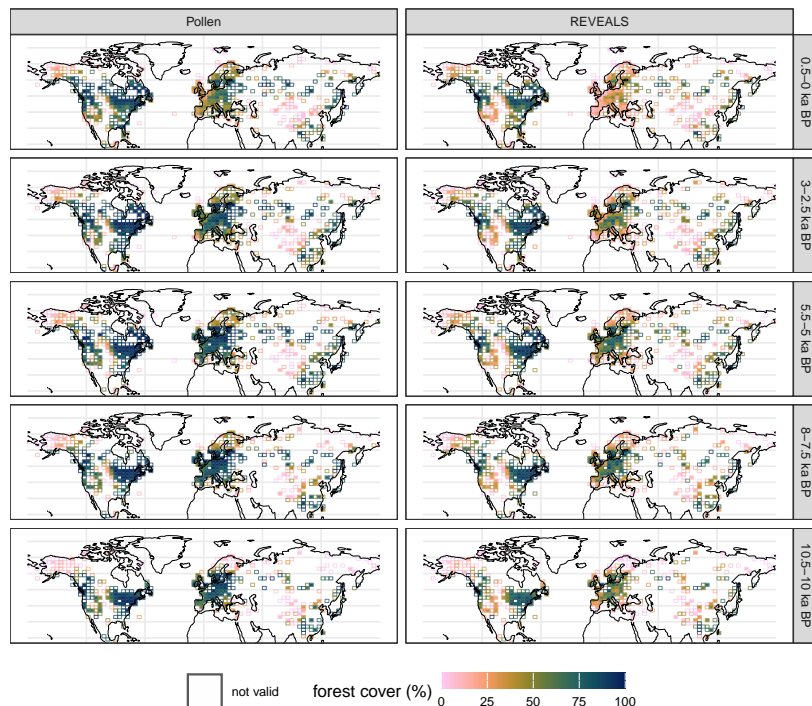 Pollen
REVEALS
0.5–0 ka BP
3–2.5 ka BP
5.5–5 ka BP
8–7.5 ka BP
10.5–10 ka BP
not valid
forest cover (%)
0 25 50 75 100